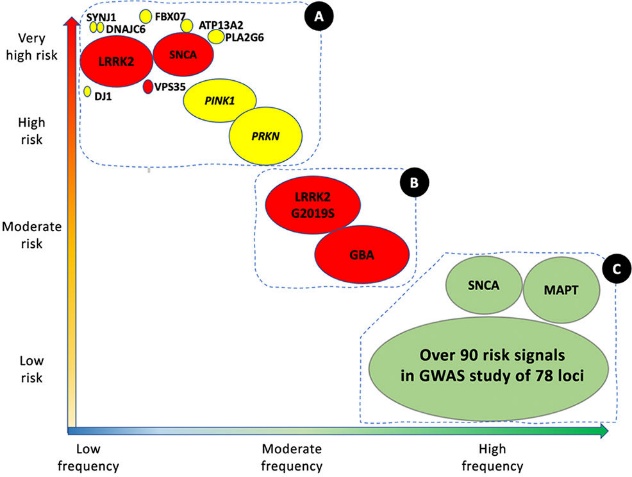 A
SYNJ1
FBX07
DNAJC6
ATP13A2
PLA2G6
Very
high risk
LRRK2
SNCA
DJ1
VPS35
PINK1
High
risk
PRKN
B
LRRK2
G2019S
Moderate
risk
GBA
C
SNCA
MAPT
Low
risk
Over 90 risk signals
in GWAS study of 78 loci
Low
frequency
Moderate
frequency
High
frequency